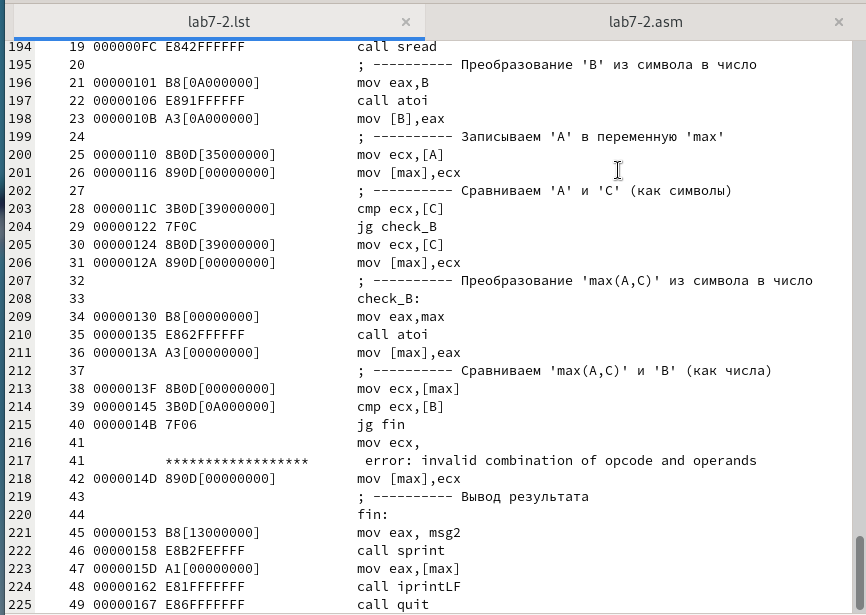 lab7-2.lst × lab7-2.asm ×
194 19 000000FC E842FFFFFF call sread
195 20 ; ---------- Преобразование 'B' из символа в число
196 21 00000101 B8[0A000000] mov eax,B
197 22 00000106 E891FFFFFF call atoi
198 23 0000010B A3[0A000000] mov [B],eax
199 24 ; ---------- Записываем 'A' в переменную 'max'
200 25 00000110 8B0D[35000000] mov ecx,[A]
201 26 00000116 890D[00000000] mov [max],ecx
202 27 ; ---------- Сравниваем 'A' и 'С' (как символы)
203 28 0000011C 3B0D[39000000] cmp ecx,[C]
204 29 00000122 7F0C jg check_B
205 30 00000124 8B0D[39000000] mov ecx,[C]
206 31 0000012A 890D[00000000] mov [max],ecx
207 32 ; ---------- Преобразование 'max(A,C)' из символа в число
208 33 check_B:
209 34 00000130 B8[00000000] mov eax,max
210 35 00000135 E862FFFFFF call atoi
211 36 0000013A A3[00000000] mov [max],eax
212 37 ; ---------- Сравниваем 'max(A,C)' и 'B' (как числа)
213 38 0000013F 8B0D[00000000] mov ecx,[max]
214 39 00000145 3B0D[0A000000] cmp ecx,[B]
215 40 0000014B 7F06 jg fin
216 41 mov ecx,
217 41 ****************** error: invalid combination of opcode and operands
218 42 0000014D 890D[00000000] mov [max],ecx
219 43 ; ---------- Вывод результата
220 44 fin:
221 45 00000153 B8[13000000] mov eax, msg2
222 46 00000158 E8B2FEFFFF call sprint
223 47 0000015D A1[00000000] mov eax,[max]
224 48 00000162 E81FFFFFFF call iprintLF
225 49 00000167 E86FFFFFFF call quit